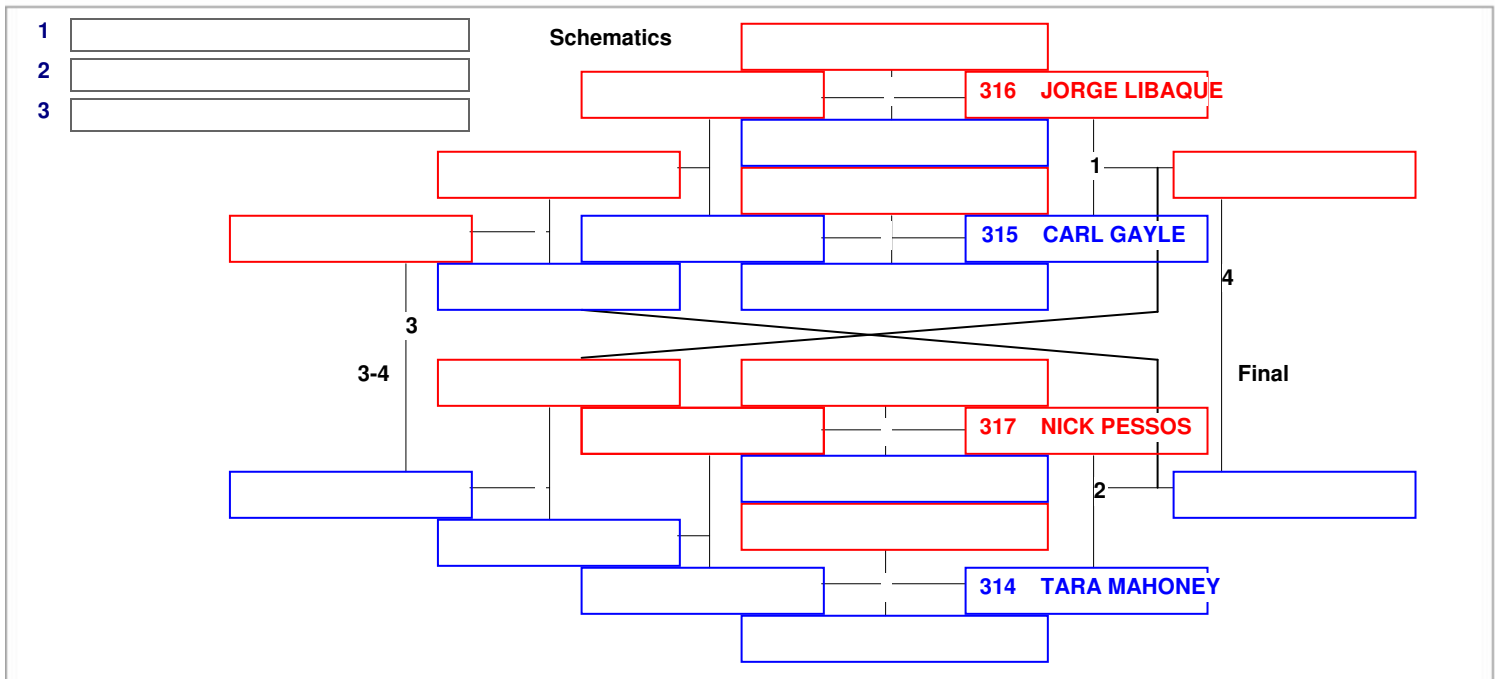 1
Schematics
2
316 JORGE LIBAQUE
3
1
315 CARL GAYLE
4
3
3-4
Final
317 NICK PESSOS
2
314 TARA MAHONEY